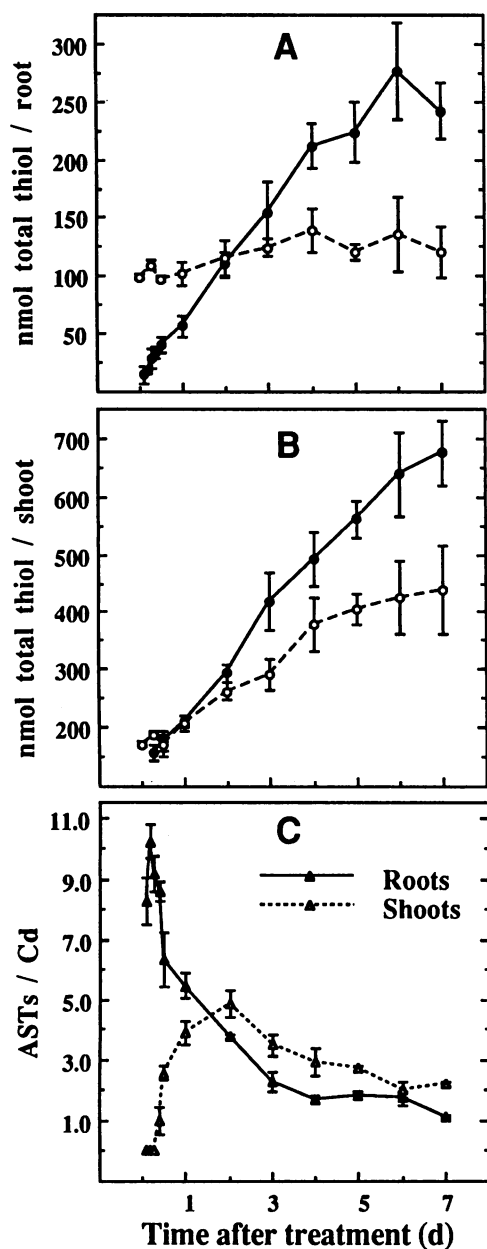 A
300
250
200
150
100
50
nmol total thiol / root
B
700
600
500
400
300
200
nmol total thiol / shoot
C
11.0
9.0
7.0
5.0
3.0
1.0
ASTs / Cd
Roots
Shoots
1 3 5 7
Time after treatment (d)